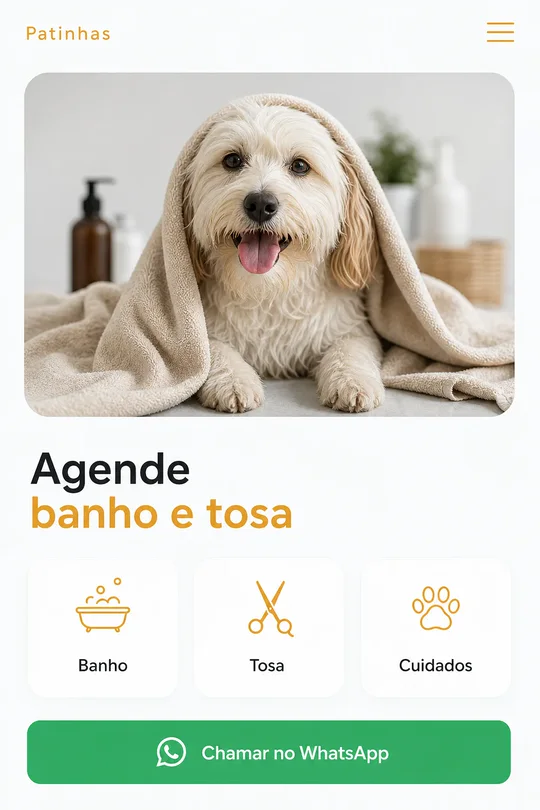 Patinhas
Agende
banho e tosa
Banho
Tosa
Cuidados
Chamar no WhatsApp